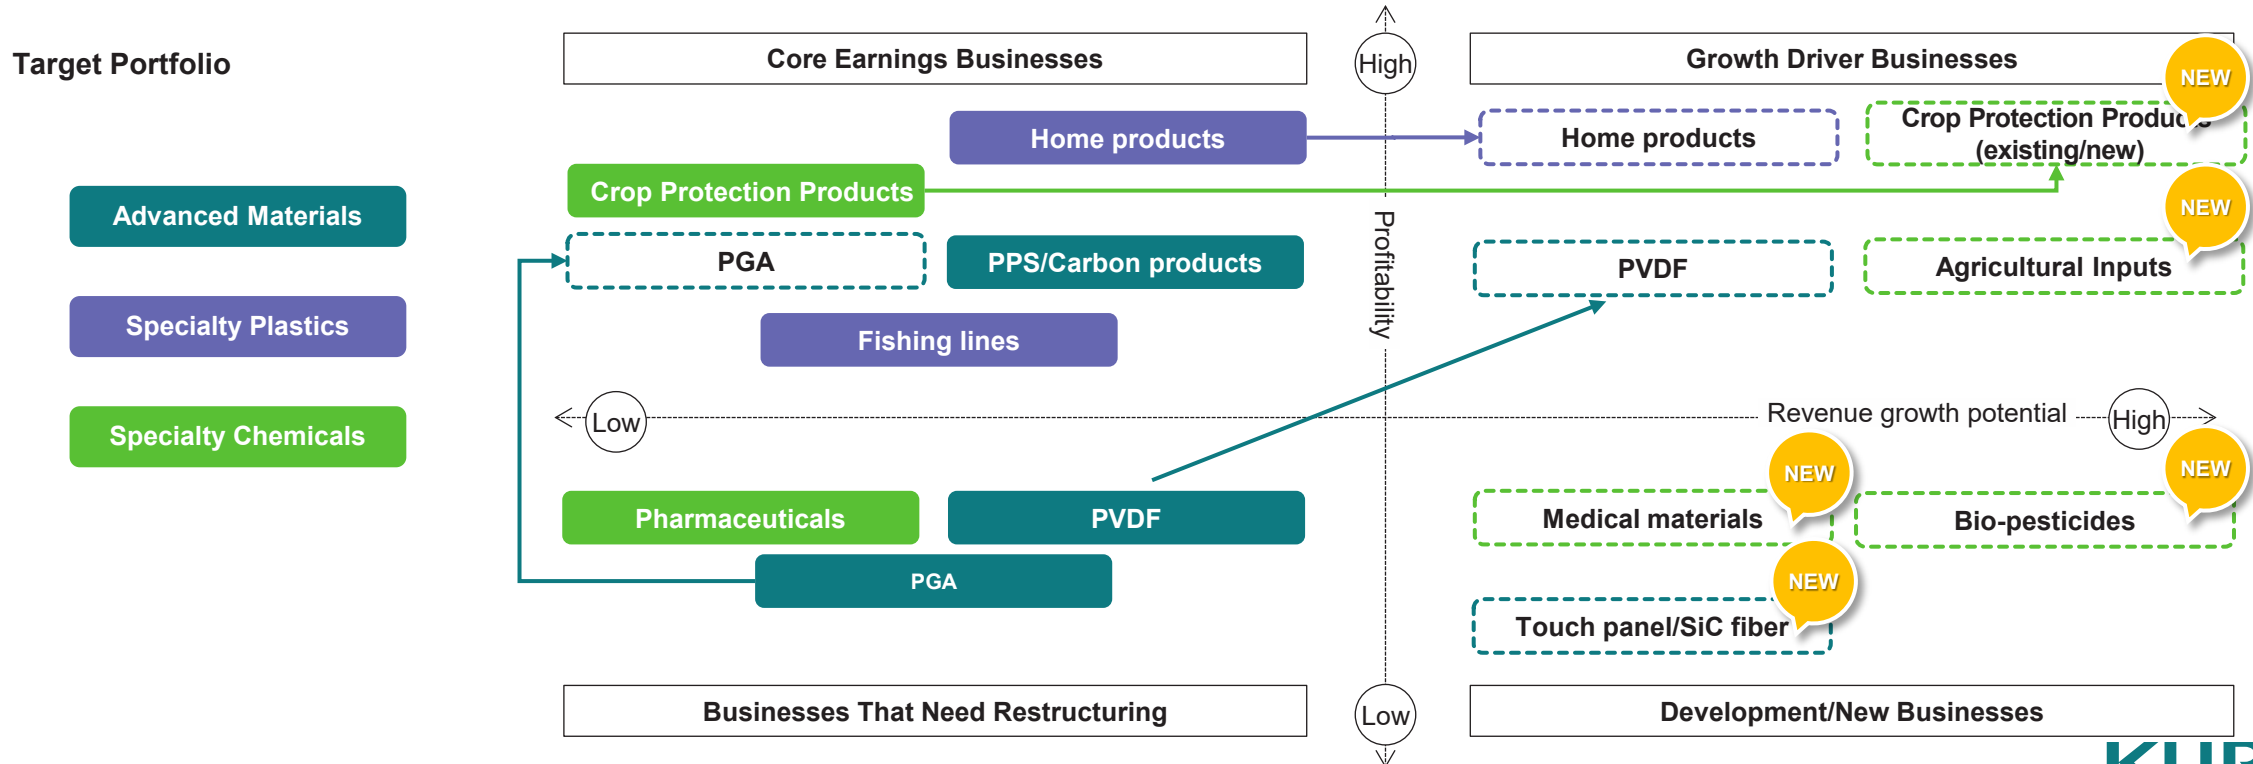 Target Portfolio
Core Earnings Businesses
High
Growth Driver Businesses
NEW
Home products
Home products
Crop Protection Products
(existing/new)
Crop Protection Products
Advanced Materials
NEW
PGA
PPS/Carbon products
Profitability
PVDF
Agricultural Inputs
Specialty Plastics
Fishing lines
Low
Revenue growth potential
High
Specialty Chemicals
NEW
NEW
Pharmaceuticals
PVDF
Medical materials
Bio-pesticides
PGA
NEW
Touch panel/SiC fiber
Businesses That Need Restructuring
Low
Development/New Businesses